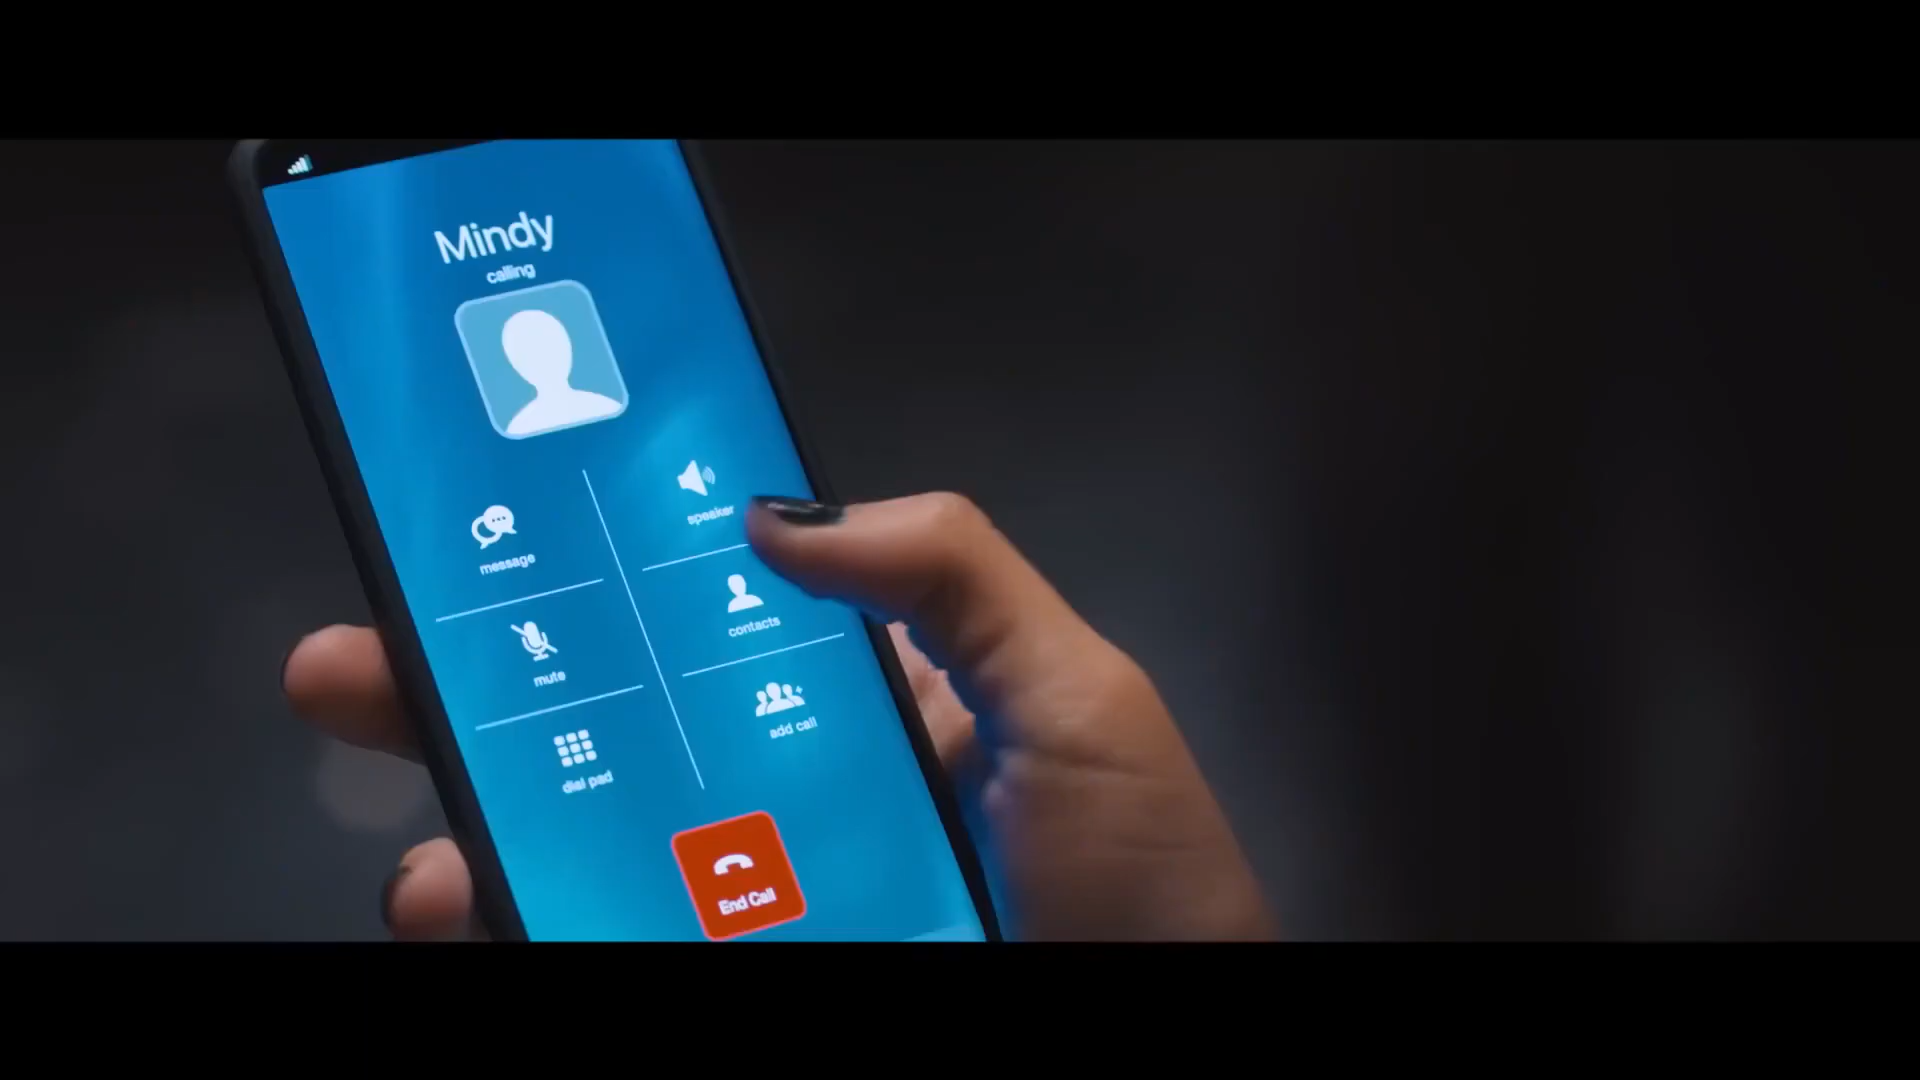 Mindy
calling
speaker
message
contacts
mute
add call
dial pad
End Call